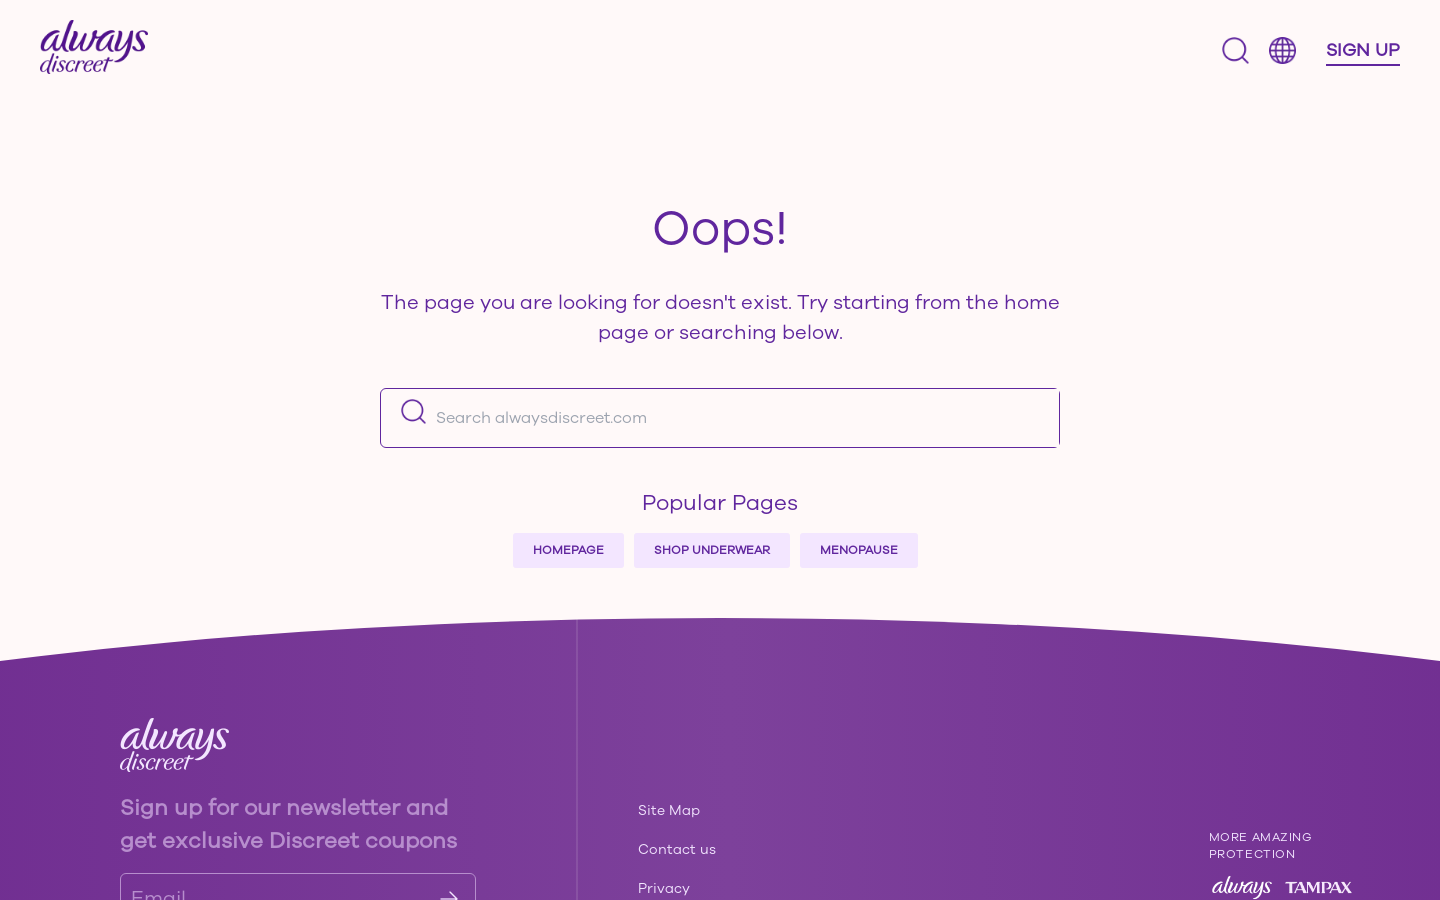 always
discreet
SIGN UP
Oops!
The page you are looking for doesn't exist. Try starting from the home
page or searching below.
Search alwaysdiscreet.com
Popular Pages
HOMEPAGE
SHOP UNDERWEAR
MENOPAUSE
always
discreet
Sign up for our newsletter and
get exclusive Discreet coupons
Email
Site Map
Contact us
Privacy
MORE AMAZING
PROTECTION
always
TAMPAX